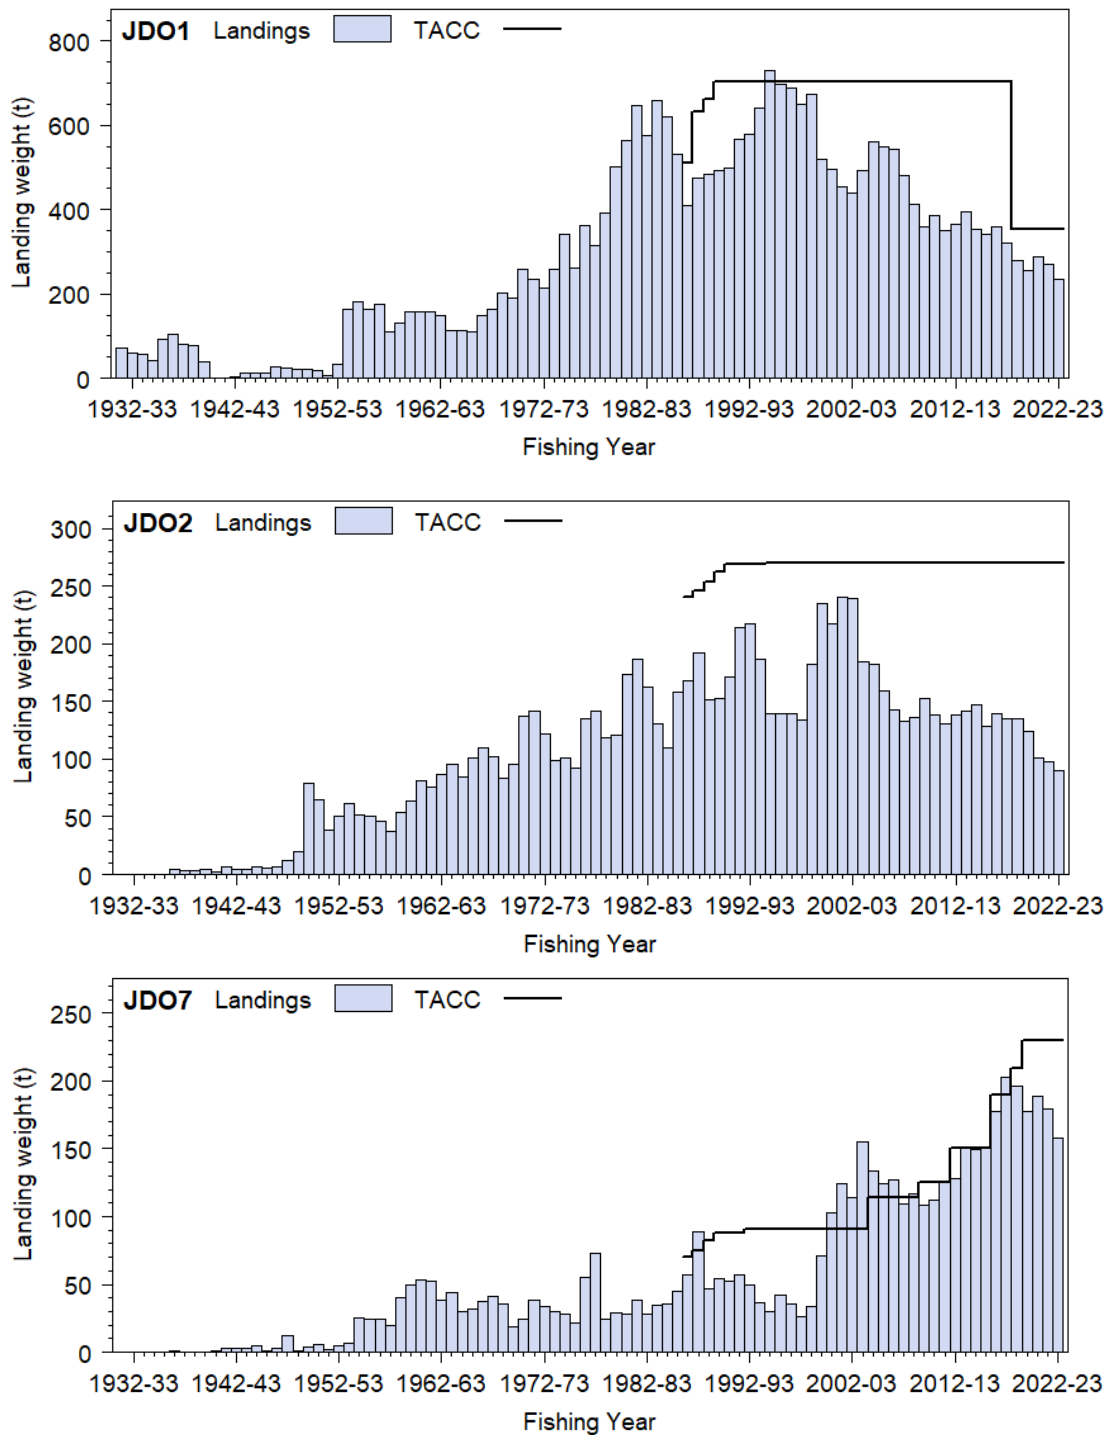 JDO1 Landings TACC
Landing weight (t)
800
600
400
200
0
1932-33 1942-43 1952-53 1962-63 1972-73 1982-83 1992-93 2002-03 2012-13 2022-23
Fishing Year
JDO2 Landings TACC
Landing weight (t)
300
250
200
150
100
50
0
1932-33 1942-43 1952-53 1962-63 1972-73 1982-83 1992-93 2002-03 2012-13 2022-23
Fishing Year
JDO7 Landings TACC
Landing weight (t)
250
200
150
100
50
0
1932-33 1942-43 1952-53 1962-63 1972-73 1982-83 1992-93 2002-03 2012-13 2022-23
Fishing Year